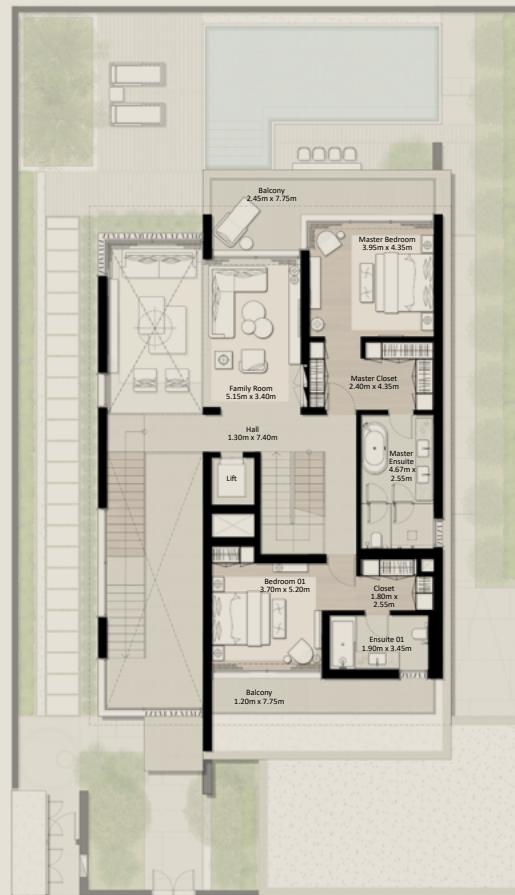 Balcony
2.45m x 7.75m
Master Bedroom
3.95m x 4.35m
Family Room
5.15m x 3.40m
Master Closet
2.40m x 4.35m
Hall
1.30m x 7.40m
Master
Ensuite
4.67m x
2.55m
Lift
Bedroom 01
3.70m x 5.20m
Closet
1.80m x
2.55m
Ensuite 01
1.90m x 3.45m
Balcony
1.20m x 7.75m